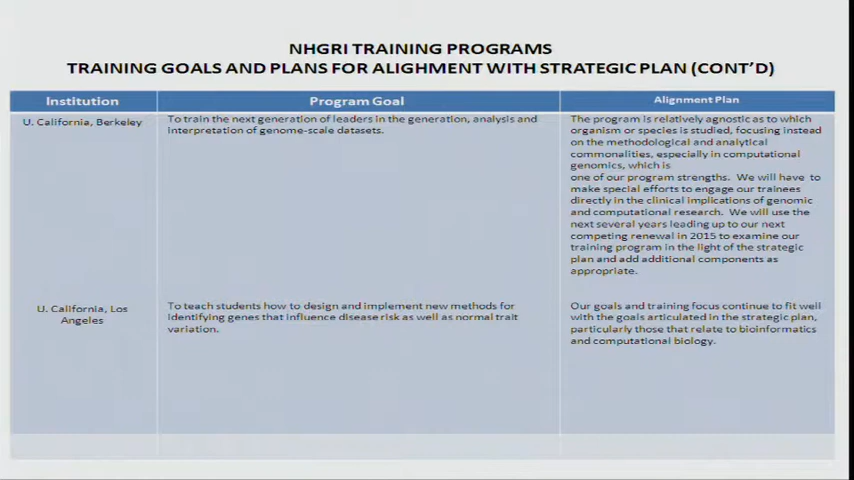 NHGRI TRAINING PROGRAMS
TRAINING GOALS AND PLANS FOR ALIGHMENT WITH STRATEGIC PLAN (CONT'D)
Institution
Program Goal
Alignment Plan
U. California, Berkeley
To train the next generation of leaders in the generation, analysis and
interpretation of genome-scale datasets.
The program is relatively agnostic as to which
organism or species is studied, focusing instead
on the methodological and analytical
commonalities, especially in computational
genomics, which is
one of our program strengths. We will have to
make special efforts to engage our trainees
directly in the clinical implications of genomic
and computational research. We will use the
next several years leading up to our next
competing renewal in 2015 to examine our
training program in the light of the strategic
plan and add additional components as
appropriate.
U. California, Los
Angeles
To teach students how to design and implement new methods for
identifying genes that influence disease risk as well as normal trait
variation.
Our goals and training focus continue to fit well
with the goals articulated in the strategic plan,
particularly those that relate to bioinformatics
and computational biology.